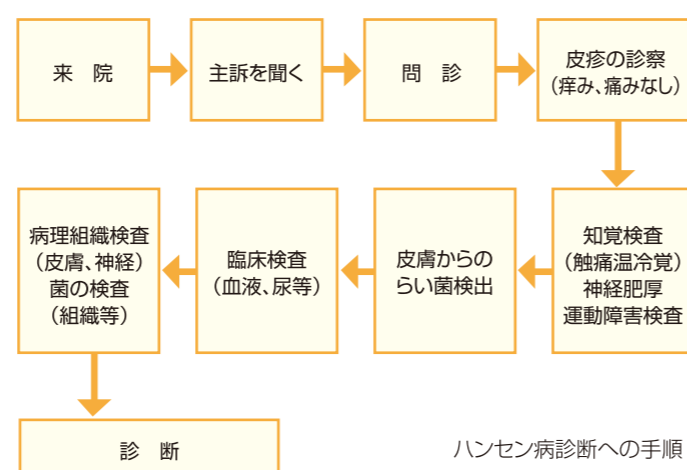 来　院
主訴を聞く
問　診
皮疹の診察
（痒み、痛みなし）
知覚検査
（触痛温冷覚）
神経肥厚
運動障害検査
皮膚からの
らい菌検出
臨床検査
（血液、尿等）
病理組織検査
（皮膚、神経）
菌の検査
（組織等）
診　断
ハンセン病診断への手順